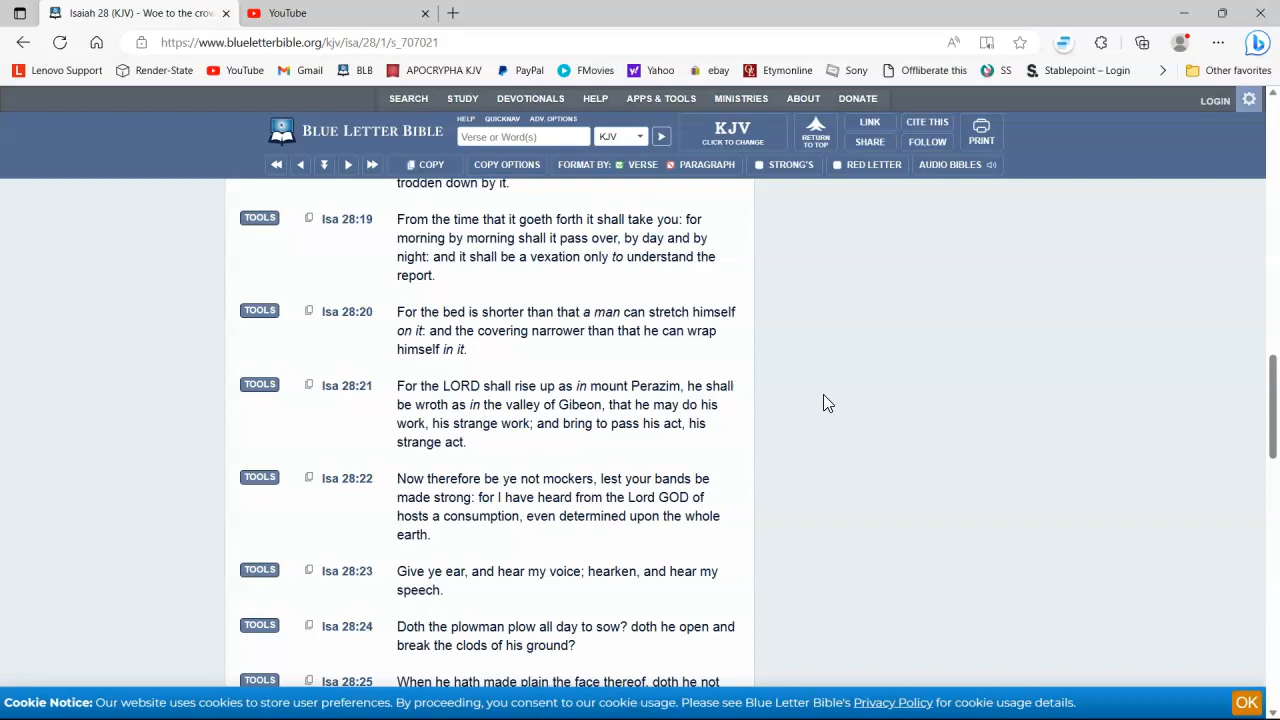 Isaiah 28 (KJV) - Woe to the crow
YouTube
https://www.blueletterbible.org/kjv/isa/28/1/s_707021
Lenovo Support
Render-State
YouTube
Gmail
BLB
APOCRYPHA KJV
PayPal
FMovies
Yahoo
ebay
Etymonline
Sony
Offliberate this
SS
Stablepoint – Login
Other favorites
SEARCH STUDY DEVOTIONALS HELP APPS & TOOLS MINISTRIES ABOUT DONATE
LOGIN
BLUE LETTER BIBLE
HELP QUICKNAV ADV. OPTIONS
Verse or Word(s)
KJV
KJV
CLICK TO CHANGE
RETURN
TO TOP
LINK
CITE THIS
SHARE
FOLLOW
PRINT
COPY
COPY OPTIONS
FORMAT BY: VERSE PARAGRAPH
STRONG'S
RED LETTER
AUDIO BIBLES
trodden down by it.
TOOLS Isa 28:19 From the time that it goeth forth it shall take you: for
morning by morning shall it pass over, by day and by
night: and it shall be a vexation only to understand the
report.
TOOLS Isa 28:20 For the bed is shorter than that a man can stretch himself
on it: and the covering narrower than that he can wrap
himself in it.
TOOLS Isa 28:21 For the LORD shall rise up as in mount Perazim, he shall
be wroth as in the valley of Gibeon, that he may do his
work, his strange work; and bring to pass his act, his
strange act.
TOOLS Isa 28:22 Now therefore be ye not mockers, lest your bands be
made strong: for I have heard from the Lord GOD of
hosts a consumption, even determined upon the whole
earth.
TOOLS Isa 28:23 Give ye ear, and hear my voice; hearken, and hear my
speech.
TOOLS Isa 28:24 Doth the plowman plow all day to sow? doth he open and
break the clods of his ground?
TOOLS Isa 28:25 When he hath made plain the face thereof, doth he not
Cookie Notice: Our website uses cookies to store user preferences. By proceeding, you consent to our cookie usage. Please see Blue Letter Bible's Privacy Policy for cookie usage details.
OK